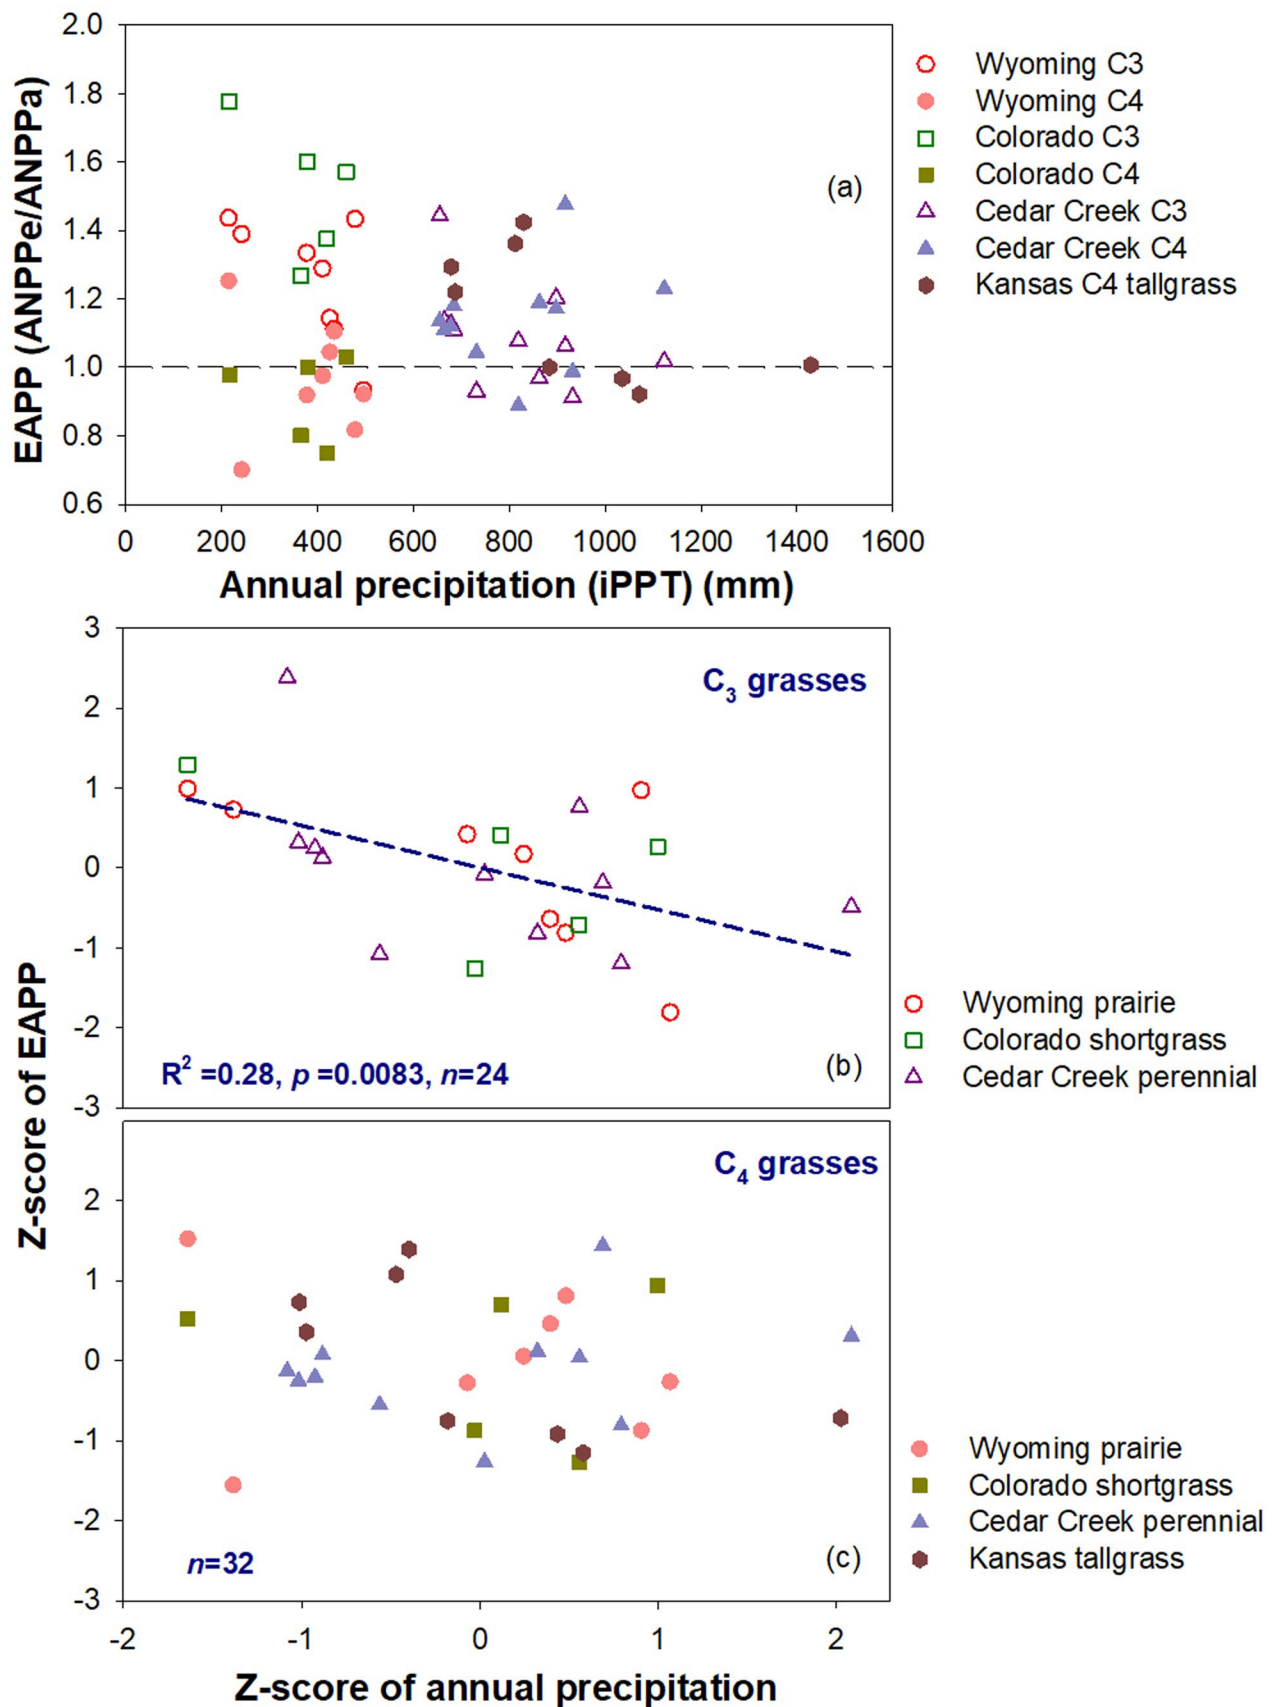 2.0
1.8
1.6
1.4
1.2
1.0
0.8
0.6
EAPP (ANPPe/ANPPa)
(a)
0 200 400 600 800 1000 1200 1400 1600
Annual precipitation (iPPT) (mm)
Wyoming C3
Wyoming C4
Colorado C3
Colorado C4
Cedar Creek C3
Cedar Creek C4
Kansas C4 tallgrass
3
2
1
0
-1
-2
-3
C3 grasses
R² =0.28, p =0.0083, n=24
(b)
Wyoming prairie
Colorado shortgrass
Cedar Creek perennial
Z-score of EAPP
2
1
0
-1
-2
-3
C4 grasses
n=32
(c)
Wyoming prairie
Colorado shortgrass
Cedar Creek perennial
Kansas tallgrass
-2 -1 0 1 2
Z-score of annual precipitation